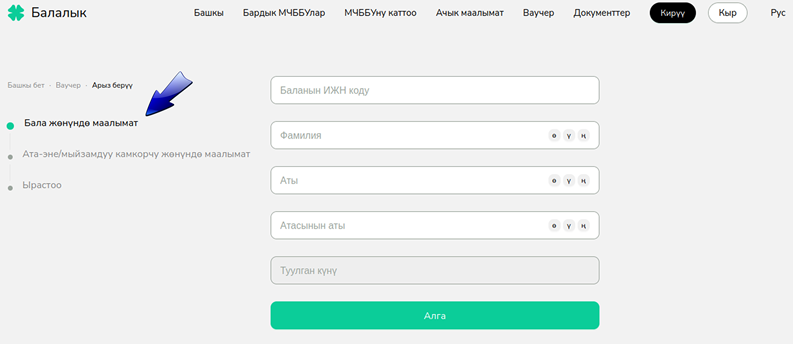 Балалык
Башкы Бардык МЧББУлар МЧББУну каттоо Ачык маалымат Ваучер Документтер Кирүү Кыр Рус
Башкы бет - Ваучер - Арыз берүү
Бала жөнүндө маалымат
Ата-эне/мыйзамдуу камкорчу жөнүндө маалымат
Ырастоо
Баланын ИЖН коду
Фамилия ө ү ң
Аты ө ү ң
Атасынын аты ө ү ң
Туулган күнү
Алга